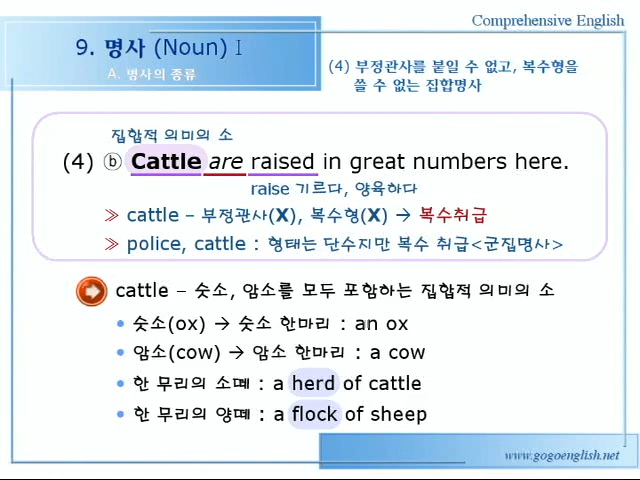 Comprehensive English
9. 명사 (Noun) I
A. 명사의 종류
(4) 부정관사를 붙일 수 없고, 복수형을
쓸 수 없는 집합명사
집합적 의미의 소
(4) ⓑ Cattle are raised in great numbers here.
raise 기르다, 양육하다
≫ cattle – 부정관사(X), 복수형(X) → 복수취급
≫ police, cattle : 형태는 단수지만 복수 취급<군집명사>
cattle – 숫소, 암소를 모두 포함하는 집합적 의미의 소
• 숫소(ox) → 숫소 한마리 : an ox
• 암소(cow) → 암소 한마리 : a cow
• 한 무리의 소떼 : a herd of cattle
• 한 무리의 양떼 : a flock of sheep
www.gogoenglish.net